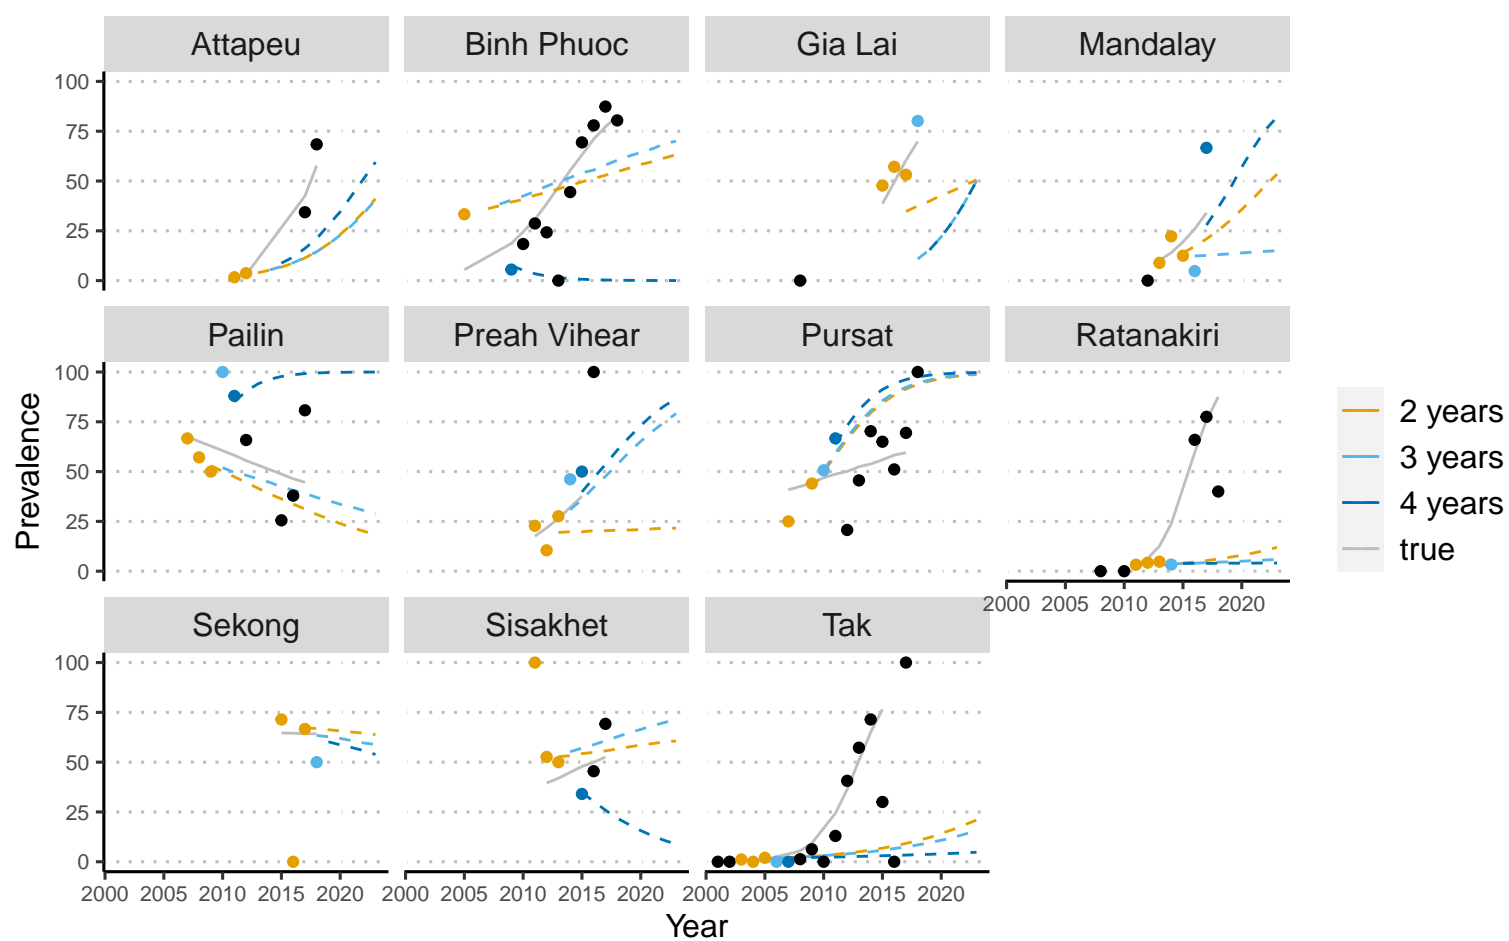 Attapeu Binh Phuoc Gia Lai Mandalay
100
75
50
25
0
Pailin Preah Vihear Pursat Ratanakiri
100
75
50
25
0
2000 2005 2010 2015 2020
Sekong Sisakhet Tak
100
75
50
25
0
2000 2005 2010 2015 2020 2000 2005 2010 2015 2020 2000 2005 2010 2015 2020
Year
Prevalence
2 years
3 years
4 years
true